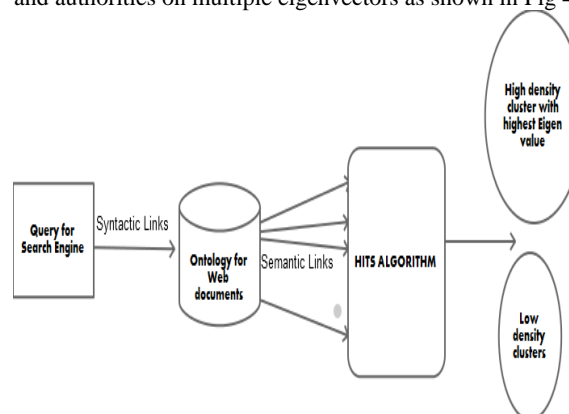 and authorities on multiple eigenvectors as shown in Fig
High density
cluster with
highest Eigen
value
Query for
Search Engine
Syntactic Links
Ontology for
Web
documents
Semantic Links
HITS ALGORITHM
Low
density
clusters